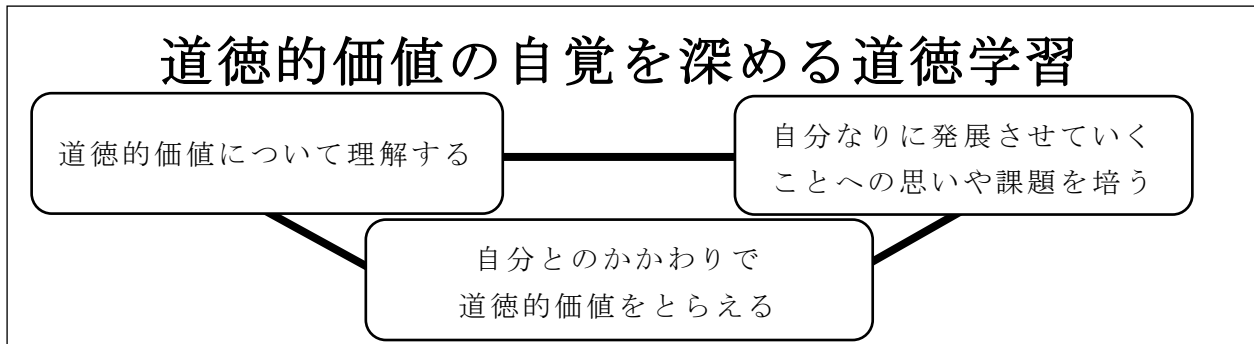 道徳的価値の自覚を深める道徳学習
道徳的価値について理解する
自分なりに発展させていく
ことへの思いや課題を培う
自分とのかかわりで
道徳的価値をとらえる